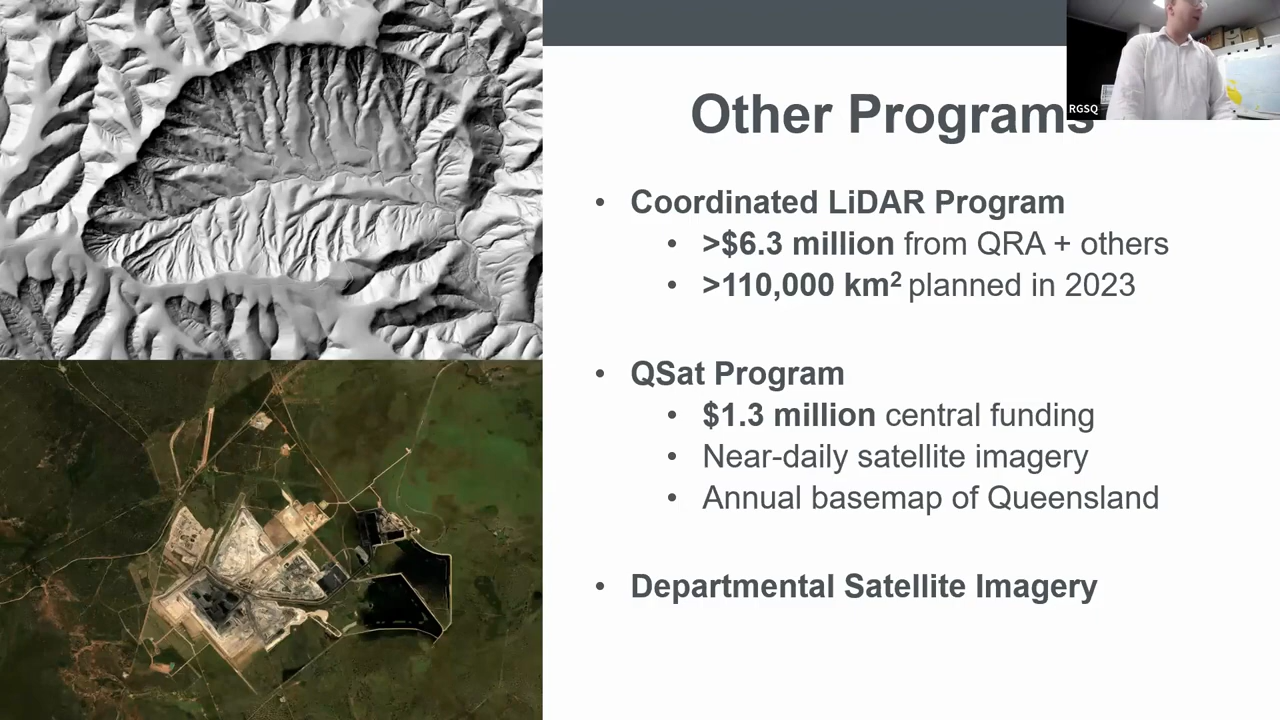 RGSQ
Other Programs
• Coordinated LiDAR Program
• >$6.3 million from QRA + others
• >110,000 km² planned in 2023
• QSat Program
• $1.3 million central funding
• Near-daily satellite imagery
• Annual basemap of Queensland
• Departmental Satellite Imagery